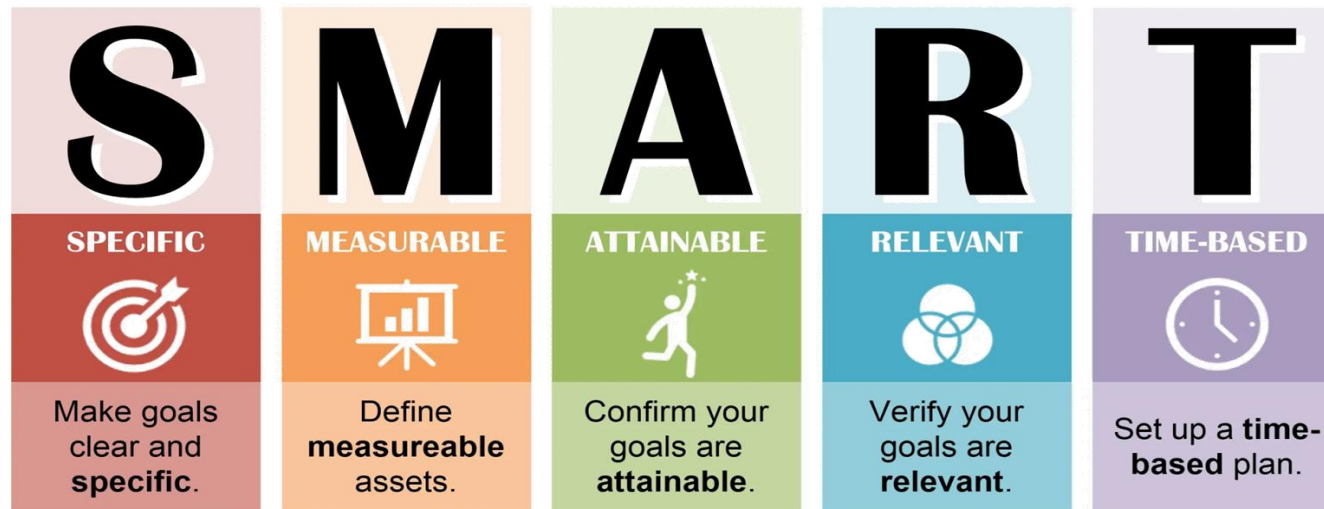 S M A R T
SPECIFIC
MEASURABLE
ATTAINABLE
RELEVANT
TIME-BASED
Make goals
clear and
specific.
Define
measureable
assets.
Confirm your
goals are
attainable.
Verify your
goals are
relevant.
Set up a time-
based plan.